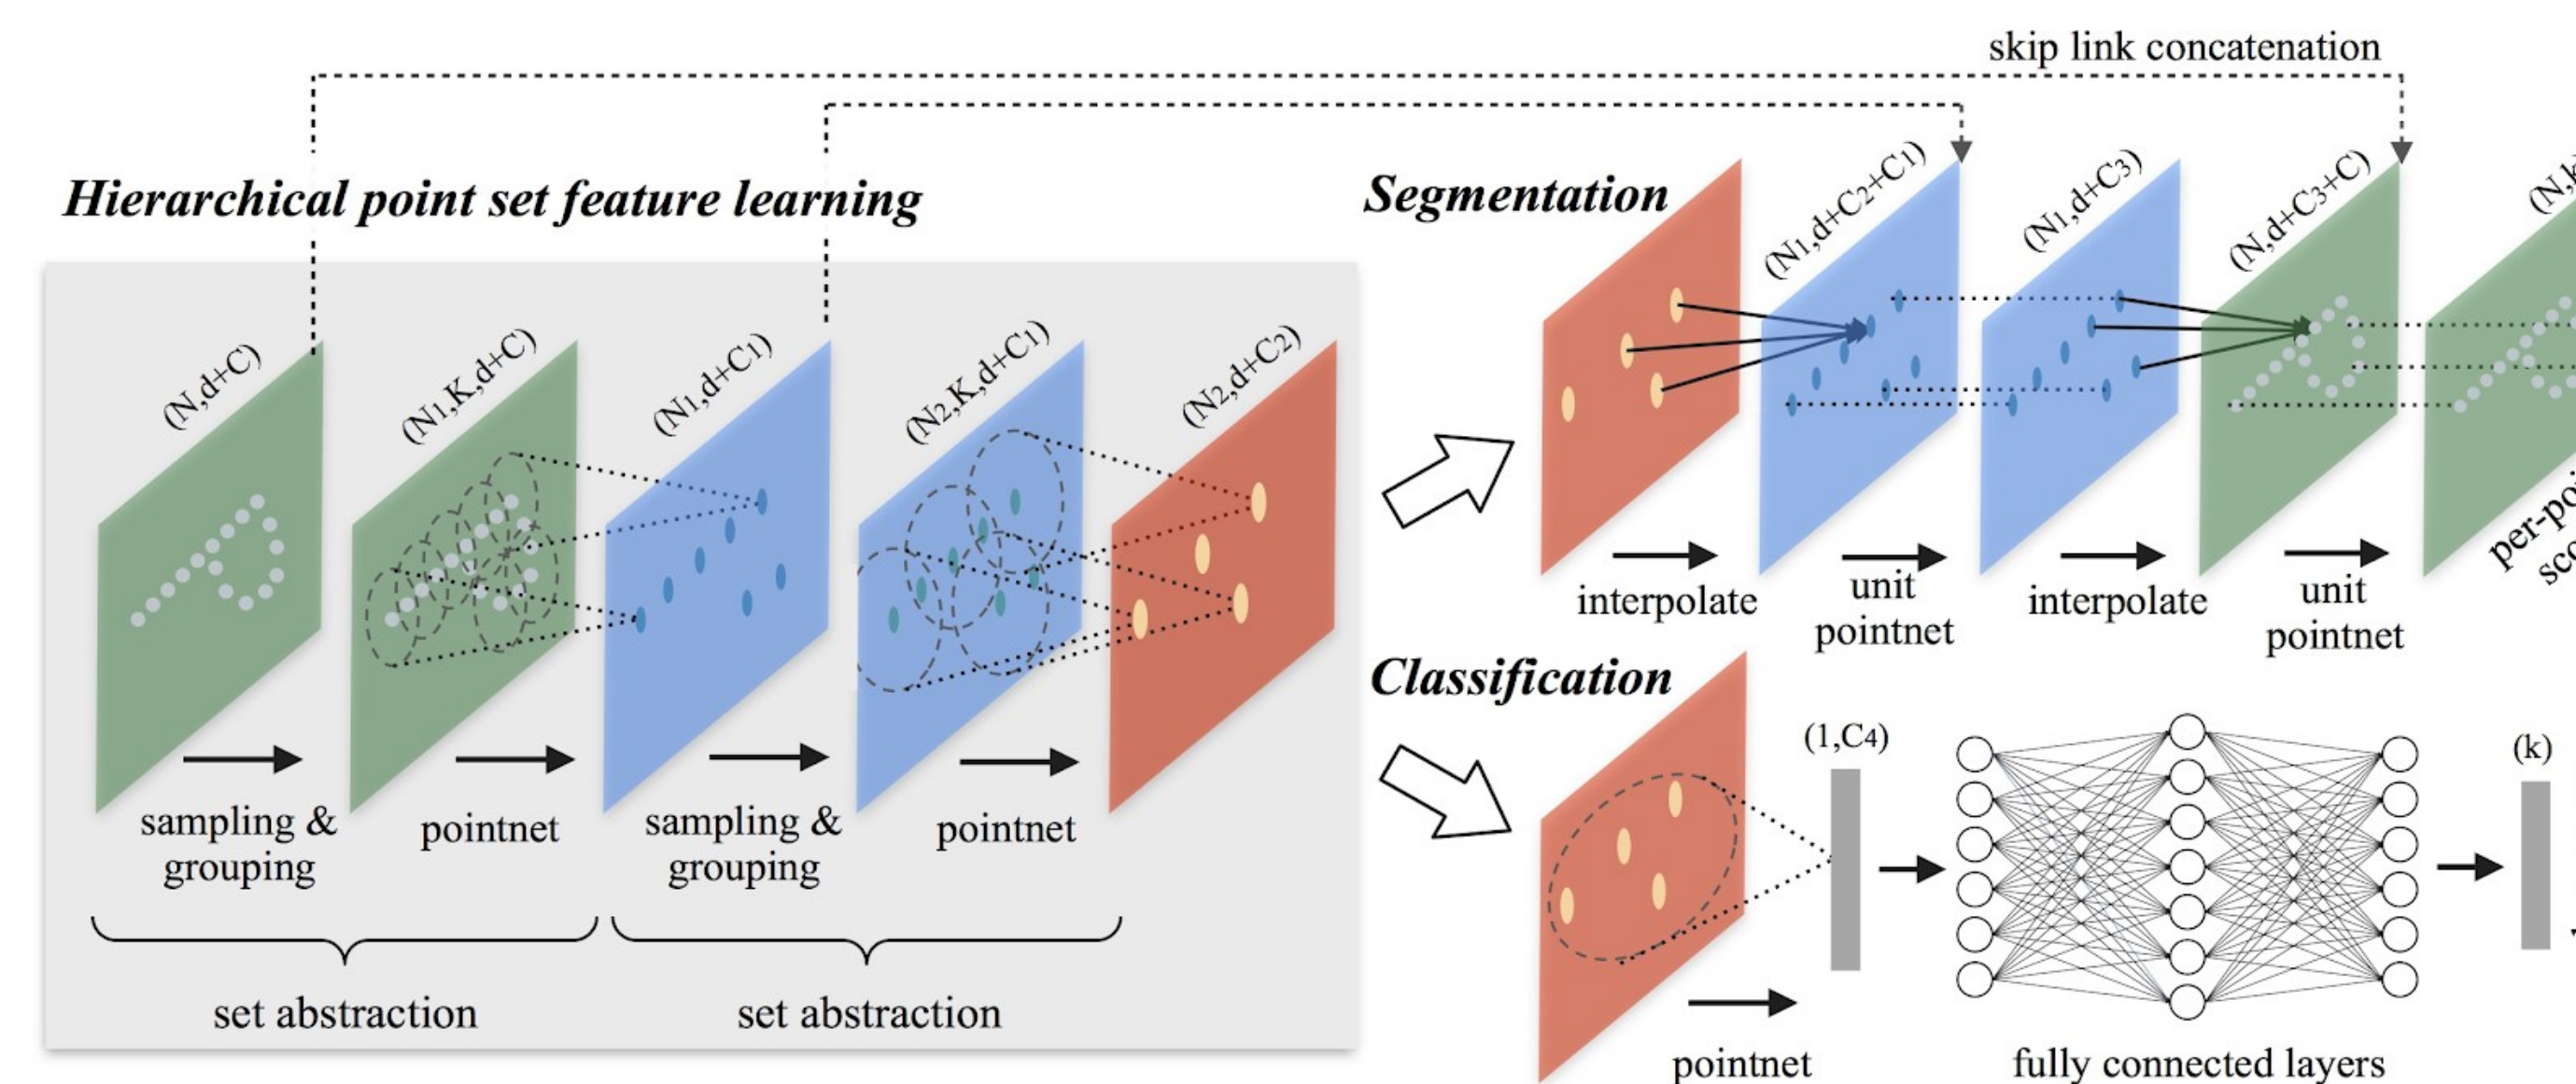 skip link concatenation
Hierarchical point set feature learning
(N,d+C)
(N1,K,d+C)
(N1,d+C1)
(N2,K,d+C1)
(N2,d+C2)
sampling &
grouping
pointnet
sampling &
grouping
pointnet
set abstraction
set abstraction
Segmentation
(N1,d+C2+C1)
(N1,d+C3)
(N,d+C3+C)
(N,k
interpolate
unit
pointnet
interpolate
unit
pointnet
Classification
(1,C4)
(k)
pointnet
fully connected layers